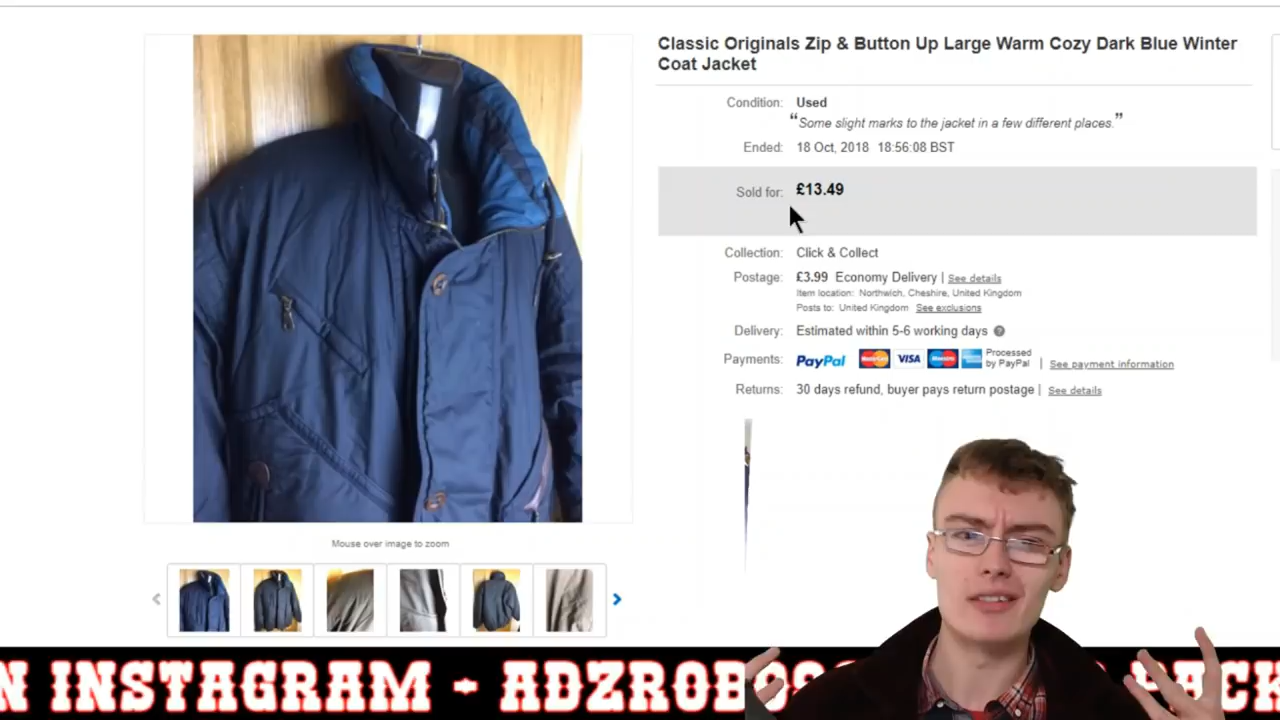 Classic Originals Zip & Button Up Large Warm Cozy Dark Blue Winter
Coat Jacket
Condition: Used
“Some slight marks to the jacket in a few different places.”
Ended: 18 Oct, 2018 18:56:08 BST
Sold for: £13.49
Collection: Click & Collect
Postage: £3.99 Economy Delivery | See details
Item location: Northwich, Cheshire, United Kingdom
Posts to: United Kingdom See exclusions
Delivery: Estimated within 5-6 working days
Payments: PayPal MasterCard VISA Maestro Processed
by PayPal | See payment information
Returns: 30 days refund, buyer pays return postage | See details
Mouse over image to zoom
N INSTAGRAM - ADZROB